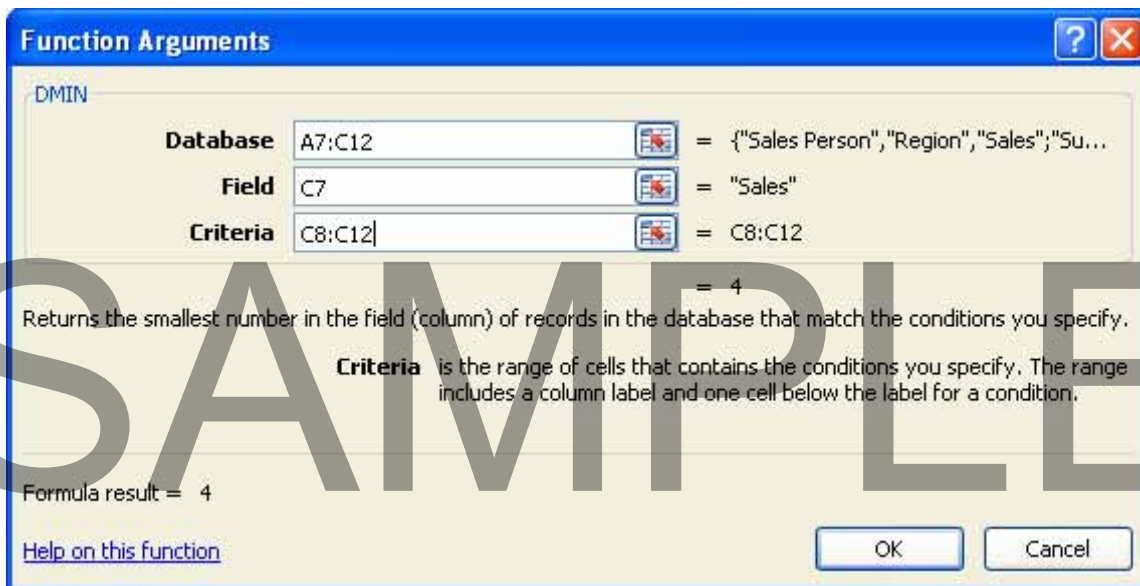 Function Arguments
DMIN
Database A7:C12 = {"Sales Person","Region","Sales";"Su...
Field C7 = "Sales"
Criteria C8:C12 = C8:C12
= 4
Returns the smallest number in the field (column) of records in the database that match the conditions you specify.
Criteria is the range of cells that contains the conditions you specify. The range
includes a column label and one cell below the label for a condition.
SAMPLE
Formula result = 4
Help on this function OK Cancel